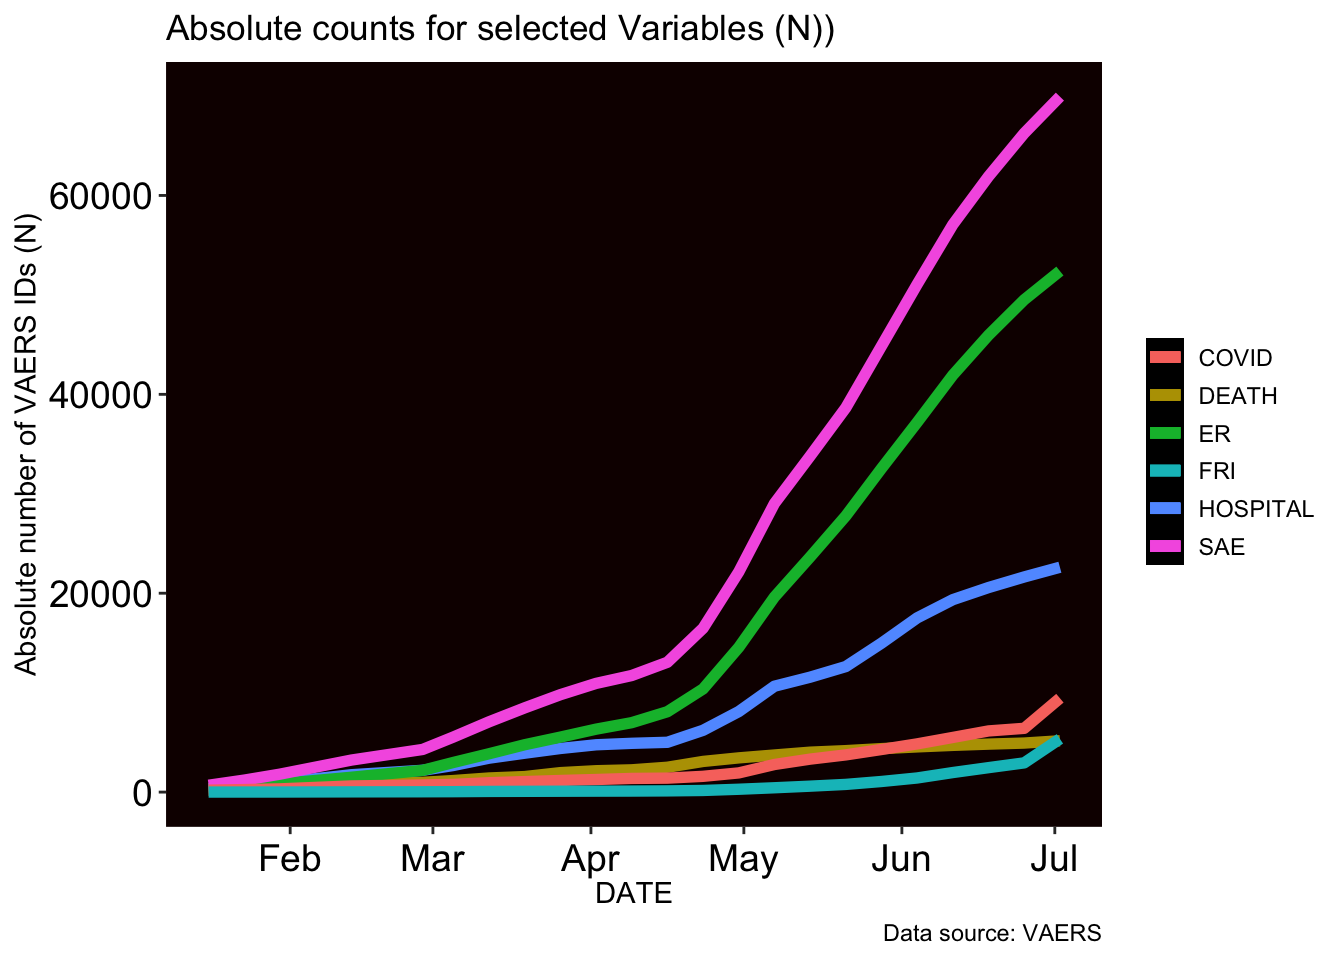 Absolute counts for selected Variables (N))
Absolute number of VAERS IDs (N)
60000
40000
20000
0
Feb Mar Apr May Jun Jul
DATE
COVID
DEATH
ER
FRI
HOSPITAL
SAE
Data source: VAERS